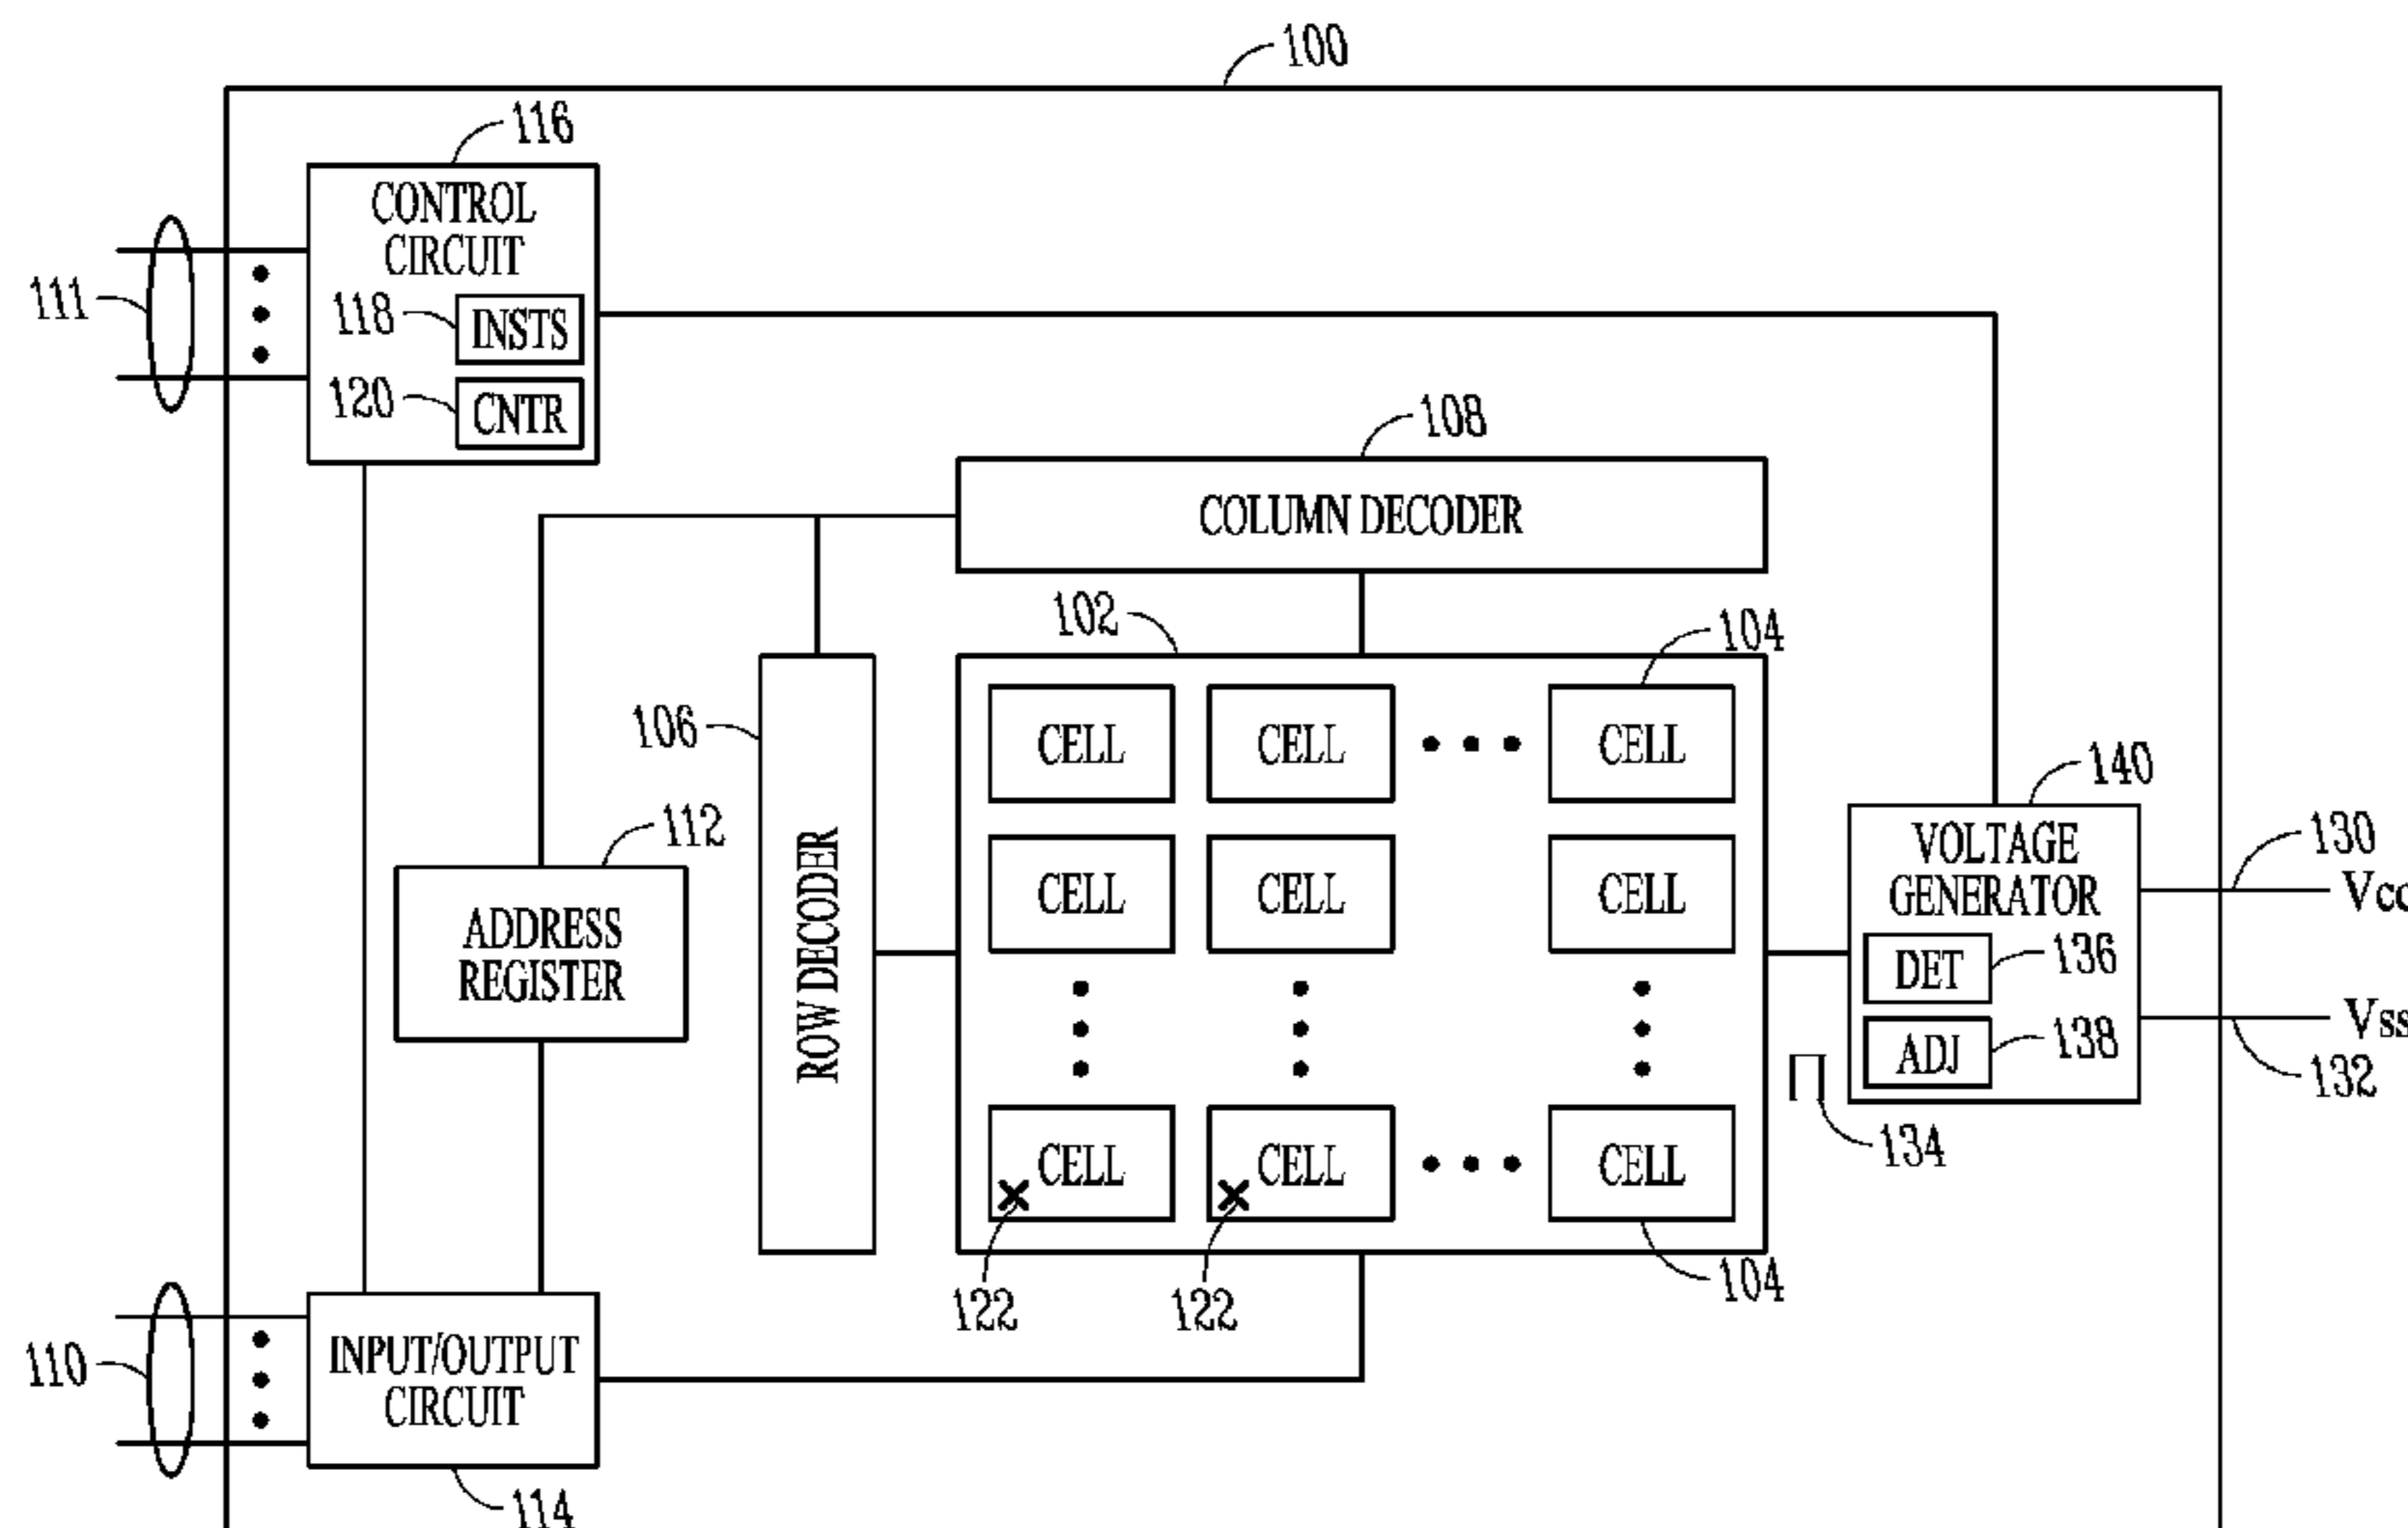 100
116
CONTROL
CIRCUIT
111
118
INSTS
120
CNTR
108
COLUMN DECODER
102
104
106
CELL CELL CELL
140
112
VOLTAGE
GENERATOR
130
Vcc
ROW DECODER
CELL CELL CELL
ADDRESS
REGISTER
DET
136
Vss
ADJ
138
132
134
CELL CELL CELL
122
122
104
110
INPUT/OUTPUT
CIRCUIT
114